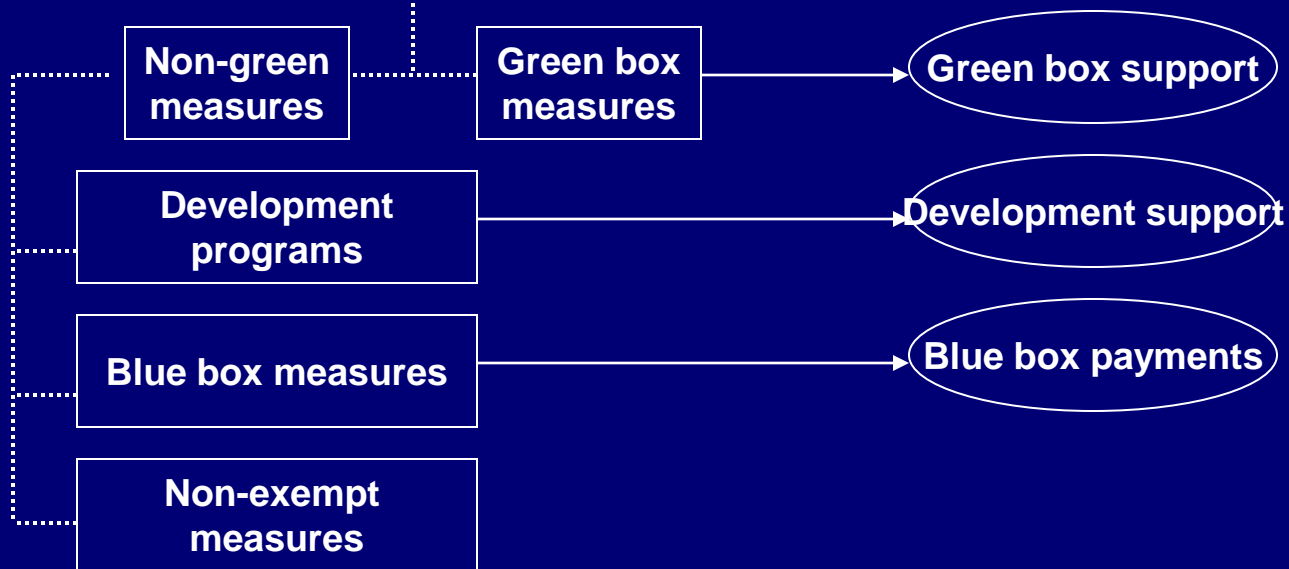 Non-green
measures
Green box
measures
Green box support
Development
programs
Development support
Blue box measures
Blue box payments
Non-exempt
measures